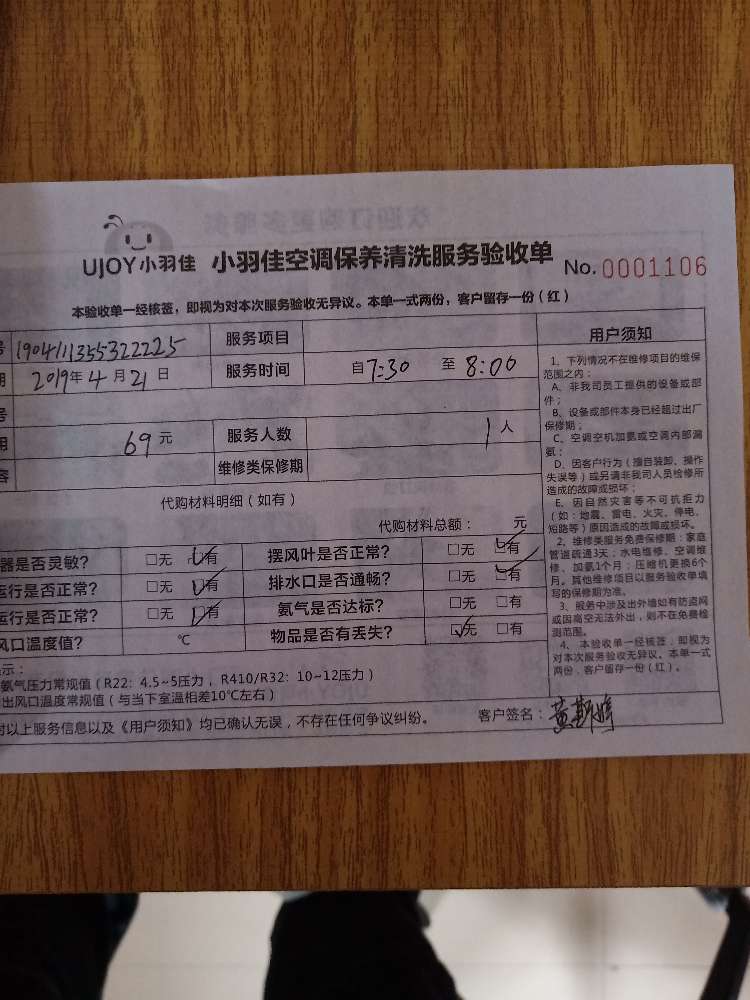 UJOY小羽佳 小羽佳空调保养清洗服务验收单 No. 0001106
本验收单一经核签，即视为对本次服务验收无异议。本单一式两份，客户留存一份（红）
号 190411135532225 服务项目
期 2019年4月21日 服务时间 自7:30 至 8:00
号
用 69元 服务人数 1人
容 维修类保修期
代购材料明细（如有）
代购材料总额： 元
器是否灵敏? □无 □有 摆风叶是否正常? □无 □有
运行是否正常? □无 □有 排水口是否通畅? □无 □有
运行是否正常? □无 □有 氨气是否达标? □无 □有
风口温度值? ℃ 物品是否有丢失? □无 □有
示：
氨气压力常规值（R22：4.5~5压力，R410/R32：10~12压力）
出风口温度常规值（与当下室温相差10℃左右）
对以上服务信息以及《用户须知》均已确认无误，不存在任何争议纠纷。 客户签名：黄斯婷
用户须知
1、下列情况不在维修项目的维保
范围之内：
A、非我司员工提供的设备或部
件；
B、设备或部件本身已经超过出厂
保修期；
C、空调空机加氨或空调内部漏
氨；
D、因客户行为（擅自装卸、操作
失误等）或另请非我司人员检修所
造成的故障或损坏；
E、因自然灾害等不可抗拒力
（如：地震、雷电、火灾、停电、
短路等）原因造成的故障或损坏。
2、维修类服务免费保修期：家庭
管道疏通3天；水电维修、空调维
修、加氨1个月；压缩机更换6个
月。其他维修项目以服务验收单填
写的保修期为准。
3、服务中涉及出外墙如有防盗网
或因高空无法外出，则不在免费检
测范围。
4、本验收单一经核签，即视为
对本次服务验收无异议。本单一式
两份，客户留存一份（红）。